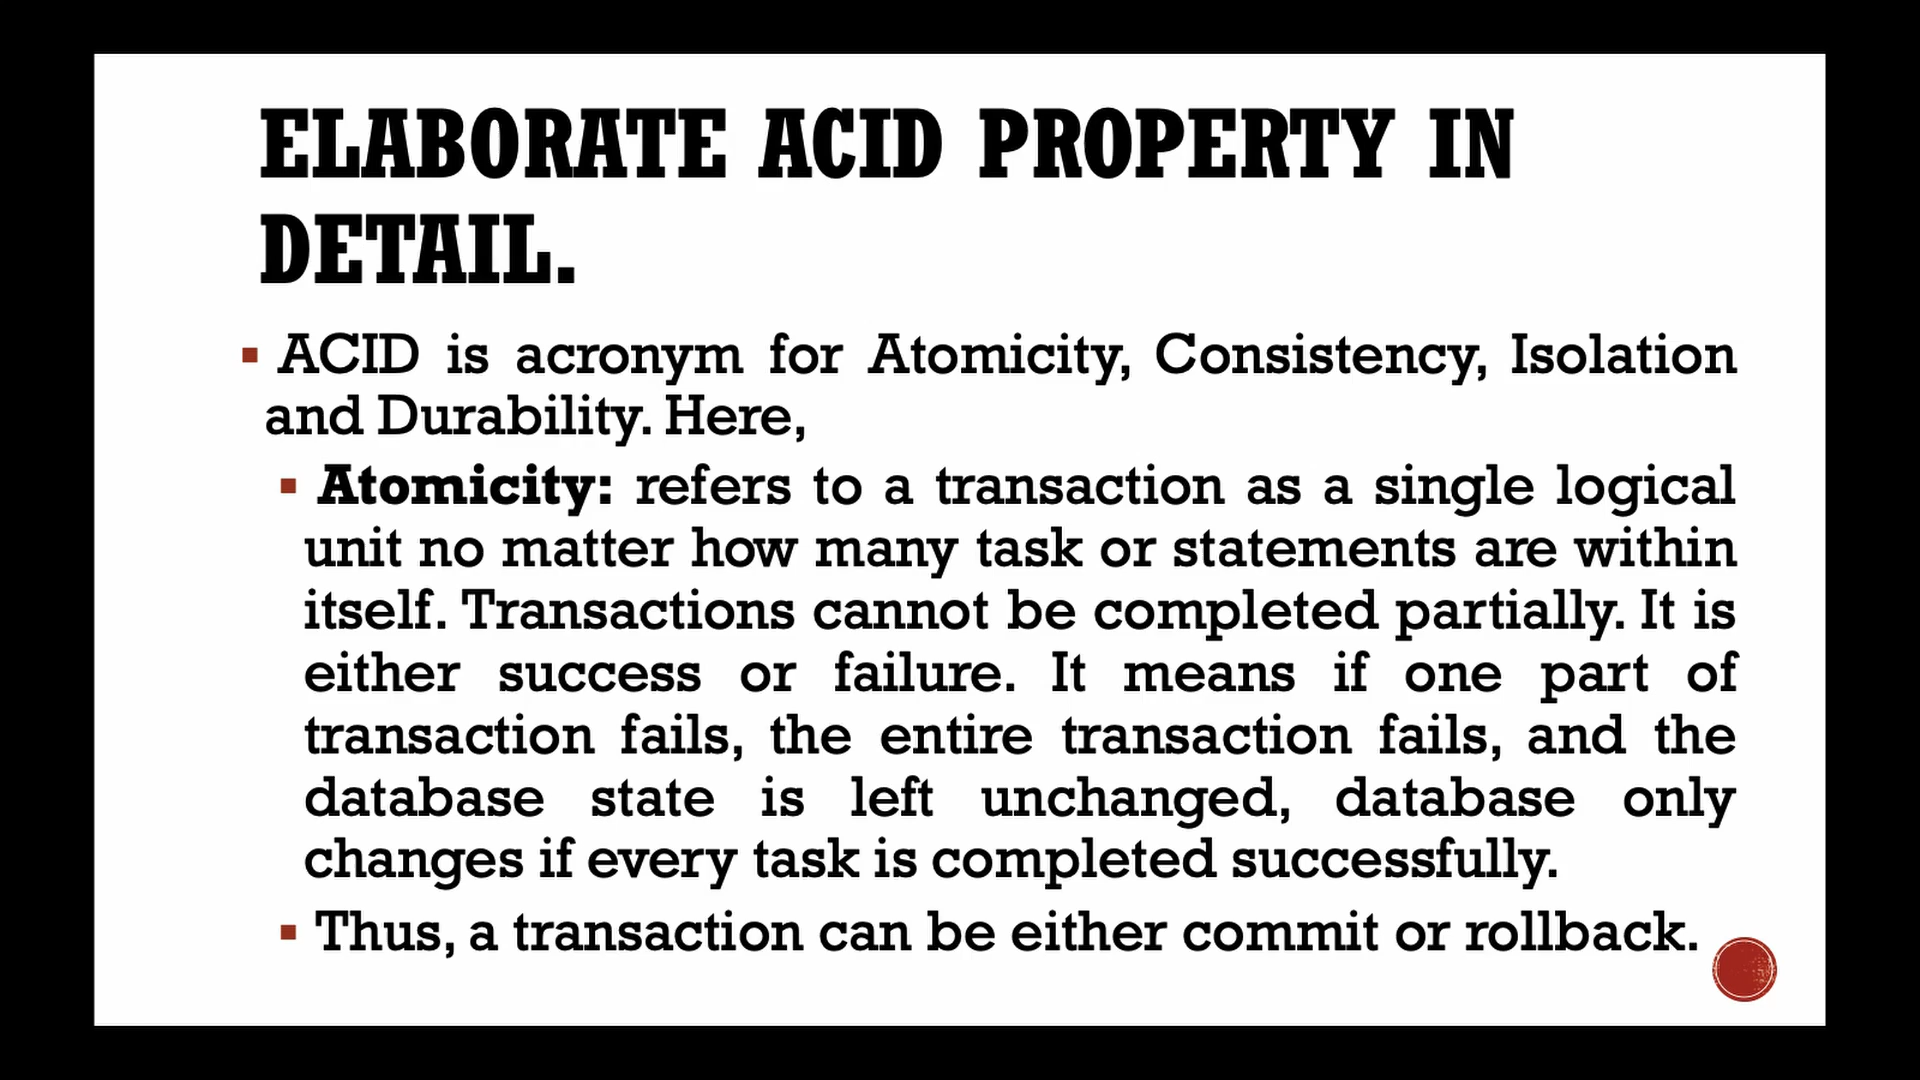 ELABORATE ACID PROPERTY IN
DETAIL.
▪ ACID is acronym for Atomicity, Consistency, Isolation
and Durability. Here,
▪ Atomicity: refers to a transaction as a single logical
unit no matter how many task or statements are within
itself. Transactions cannot be completed partially. It is
either success or failure. It means if one part of
transaction fails, the entire transaction fails, and the
database state is left unchanged, database only
changes if every task is completed successfully.
▪ Thus, a transaction can be either commit or rollback.